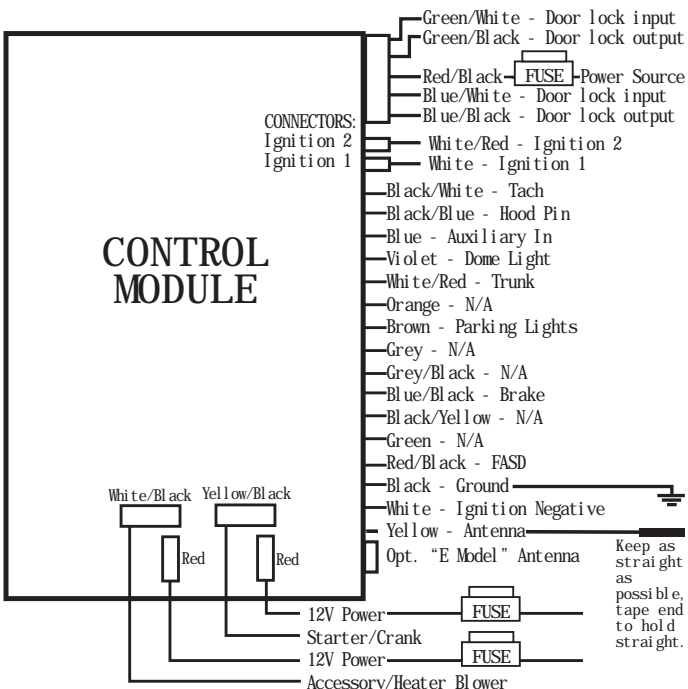 Green/White - Door lock input
Green/Black - Door lock output
Red/Black - FUSE - Power Source
Blue/White - Door lock input
Blue/Black - Door lock output
CONNECTORS:
Ignition 2
White/Red - Ignition 2
Ignition 1
White - Ignition 1
Black/White - Tach
Black/Blue - Hood Pin
Blue - Auxiliary In
Violet - Dome Light
White/Red - Trunk
Orange - N/A
Brown - Parking Lights
Grey - N/A
Grey/Black - N/A
Blue/Black - Brake
Black/Yellow - N/A
Green - N/A
Red/Black - FASD
Black - Ground
White - Ignition Negative
Yellow - Antenna
Opt. “E Model” Antenna
Keep as
straight
as
possible,
tape end
to hold
straight.
CONTROL
MODULE
White/Black
Yellow/Black
Red
Red
12V Power
FUSE
Starter/Crank
12V Power
FUSE
Accessory/Heater Blower